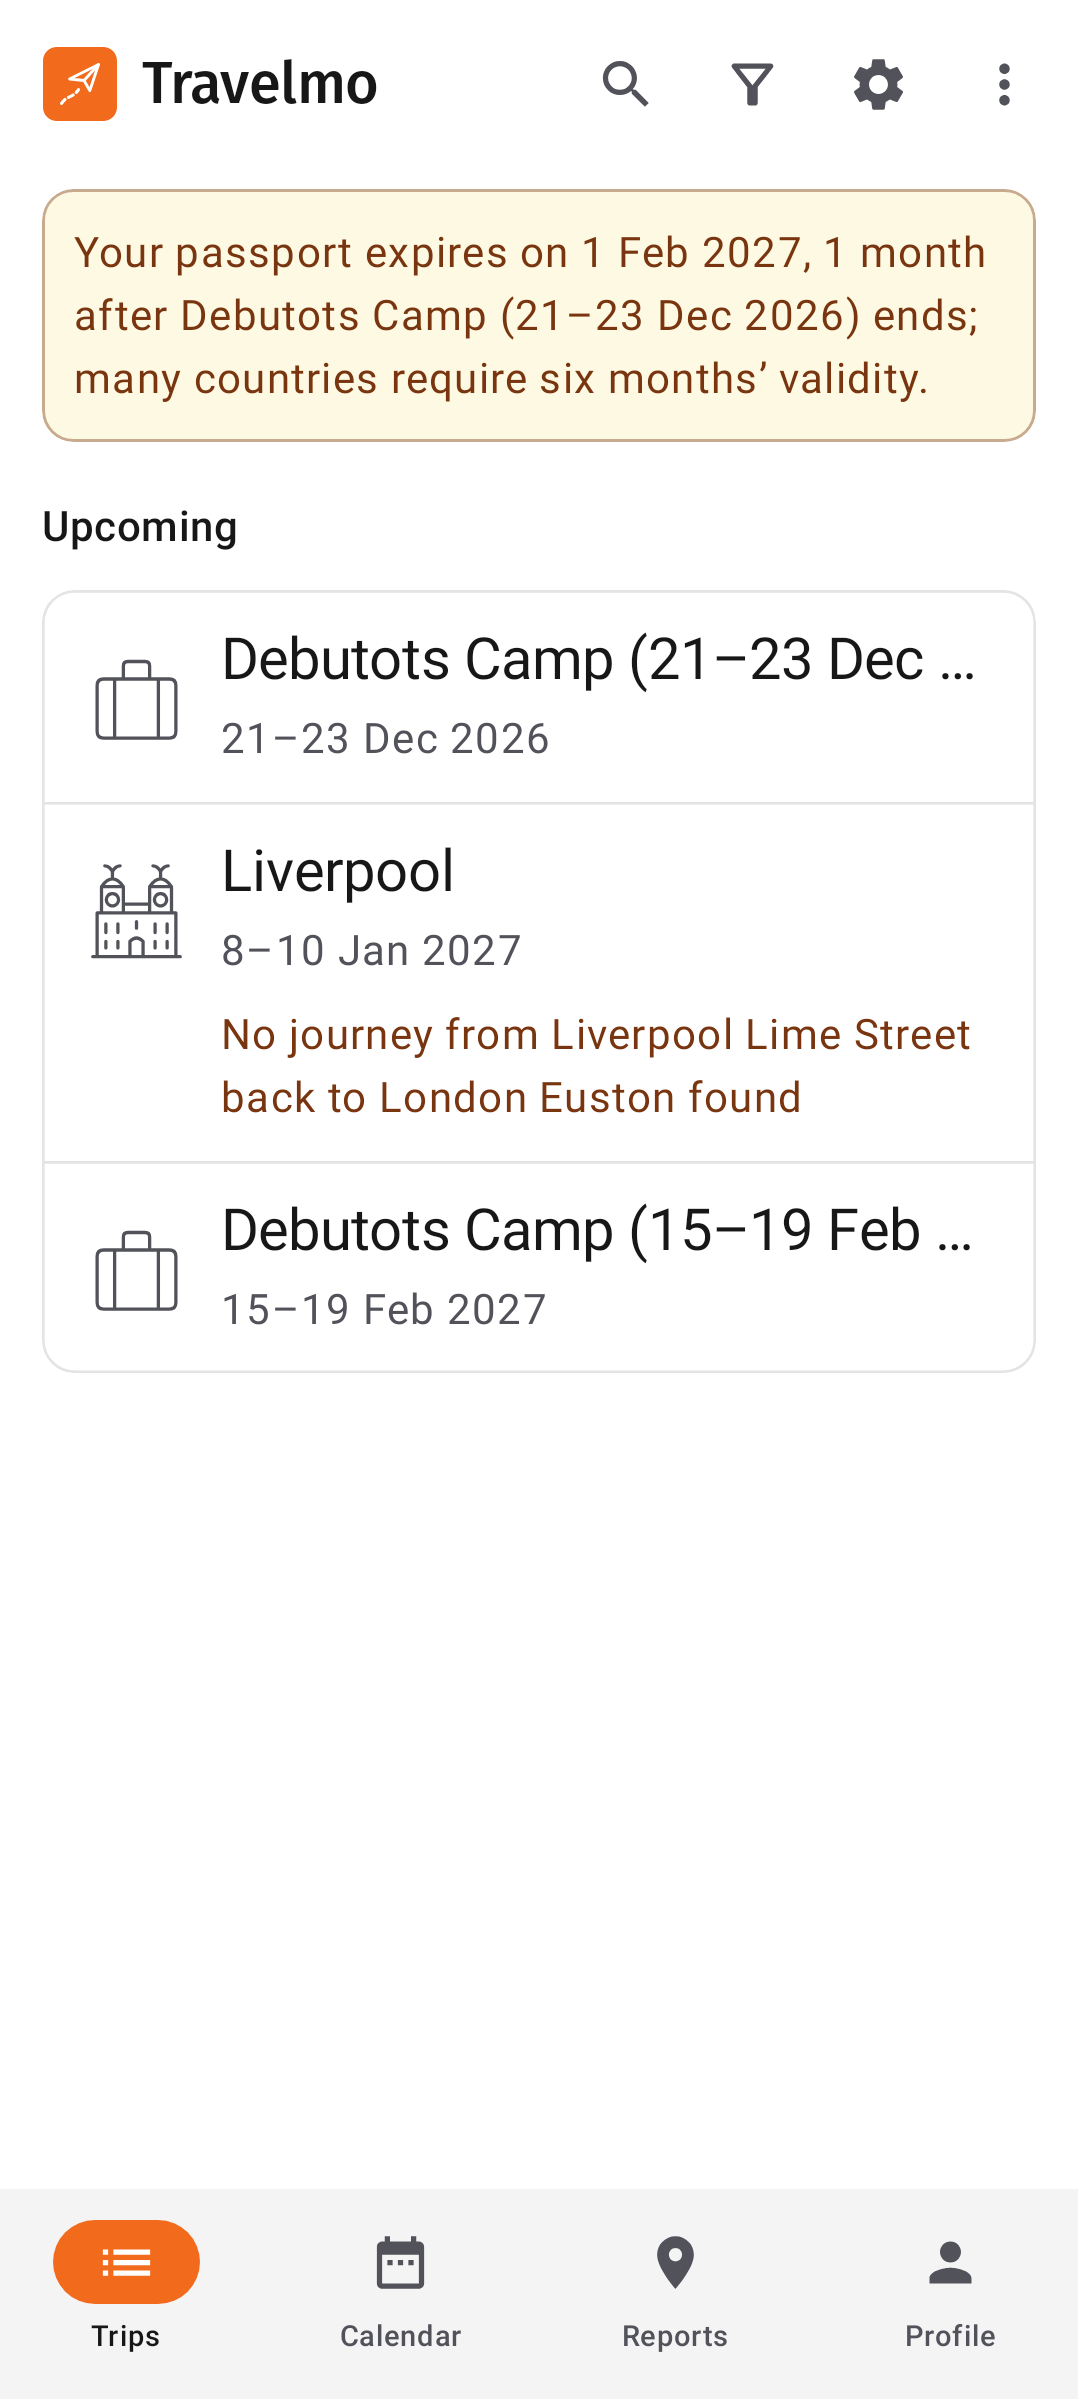 Travelmo
Your passport expires on 1 Feb 2027, 1 month
after Debutots Camp (21–23 Dec 2026) ends;
many countries require six months’ validity.
Upcoming
Debutots Camp (21–23 Dec …
21–23 Dec 2026
Liverpool
8–10 Jan 2027
No journey from Liverpool Lime Street
back to London Euston found
Debutots Camp (15–19 Feb …
15–19 Feb 2027
Trips
Calendar
Reports
Profile